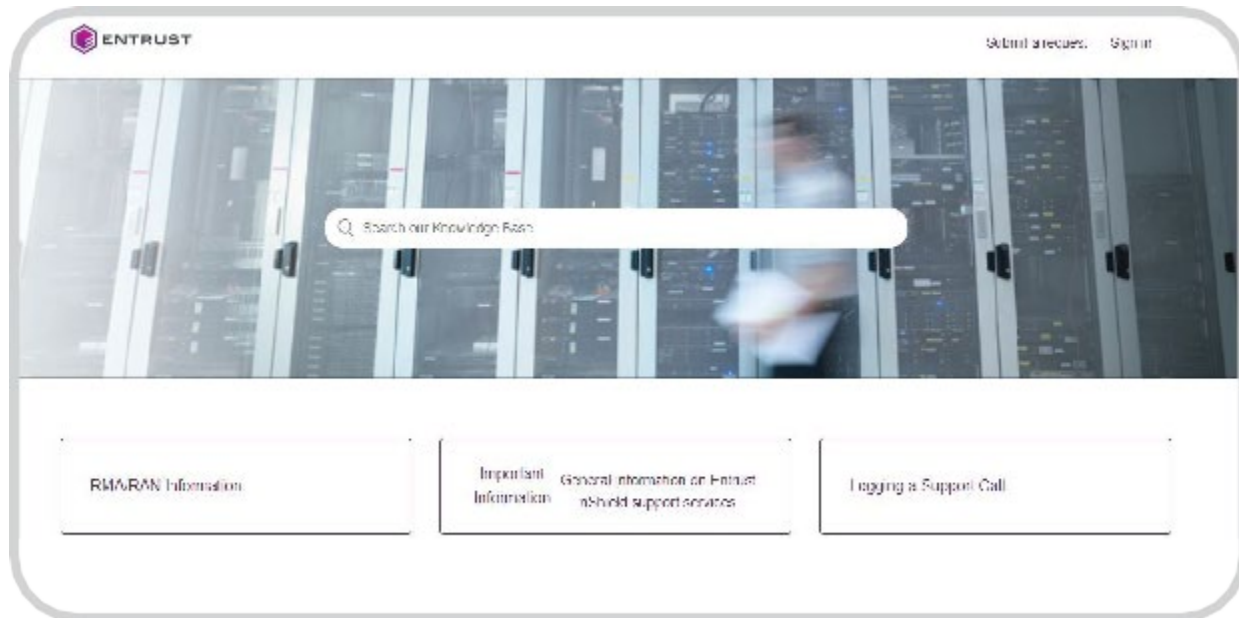 ENTRUST
Submit a request
Sign in
Search our Knowledge Base
RMA/RAN Information
Important
Information
General information on Entrust
nShield support services
Logging a Support Call